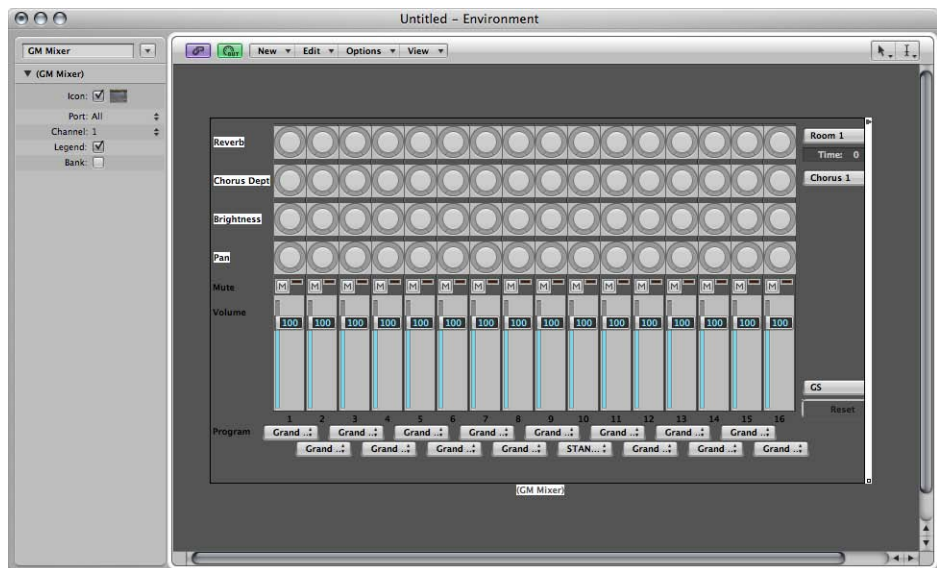 Untitled – Environment
GM Mixer
OUT New Edit Options View
(GM Mixer)
Icon:
Port: All
Channel: 1
Legend:
Bank:
Reverb
Room 1
Time: 0
Chorus Dept
Chorus 1
Brightness
Pan
Mute M M M M M M M M M M M M M M M M
Volume
100 100 100 100 100 100 100 100 100 100 100 100 100 100 100 100
GS
Reset
1 2 3 4 5 6 7 8 9 10 11 12 13 14 15 16
Program Grand .. Grand .. Grand .. Grand .. Grand .. Grand .. Grand .. Grand ..
Grand .. Grand .. Grand .. Grand .. STAN... Grand .. Grand .. Grand ..
(GM Mixer)